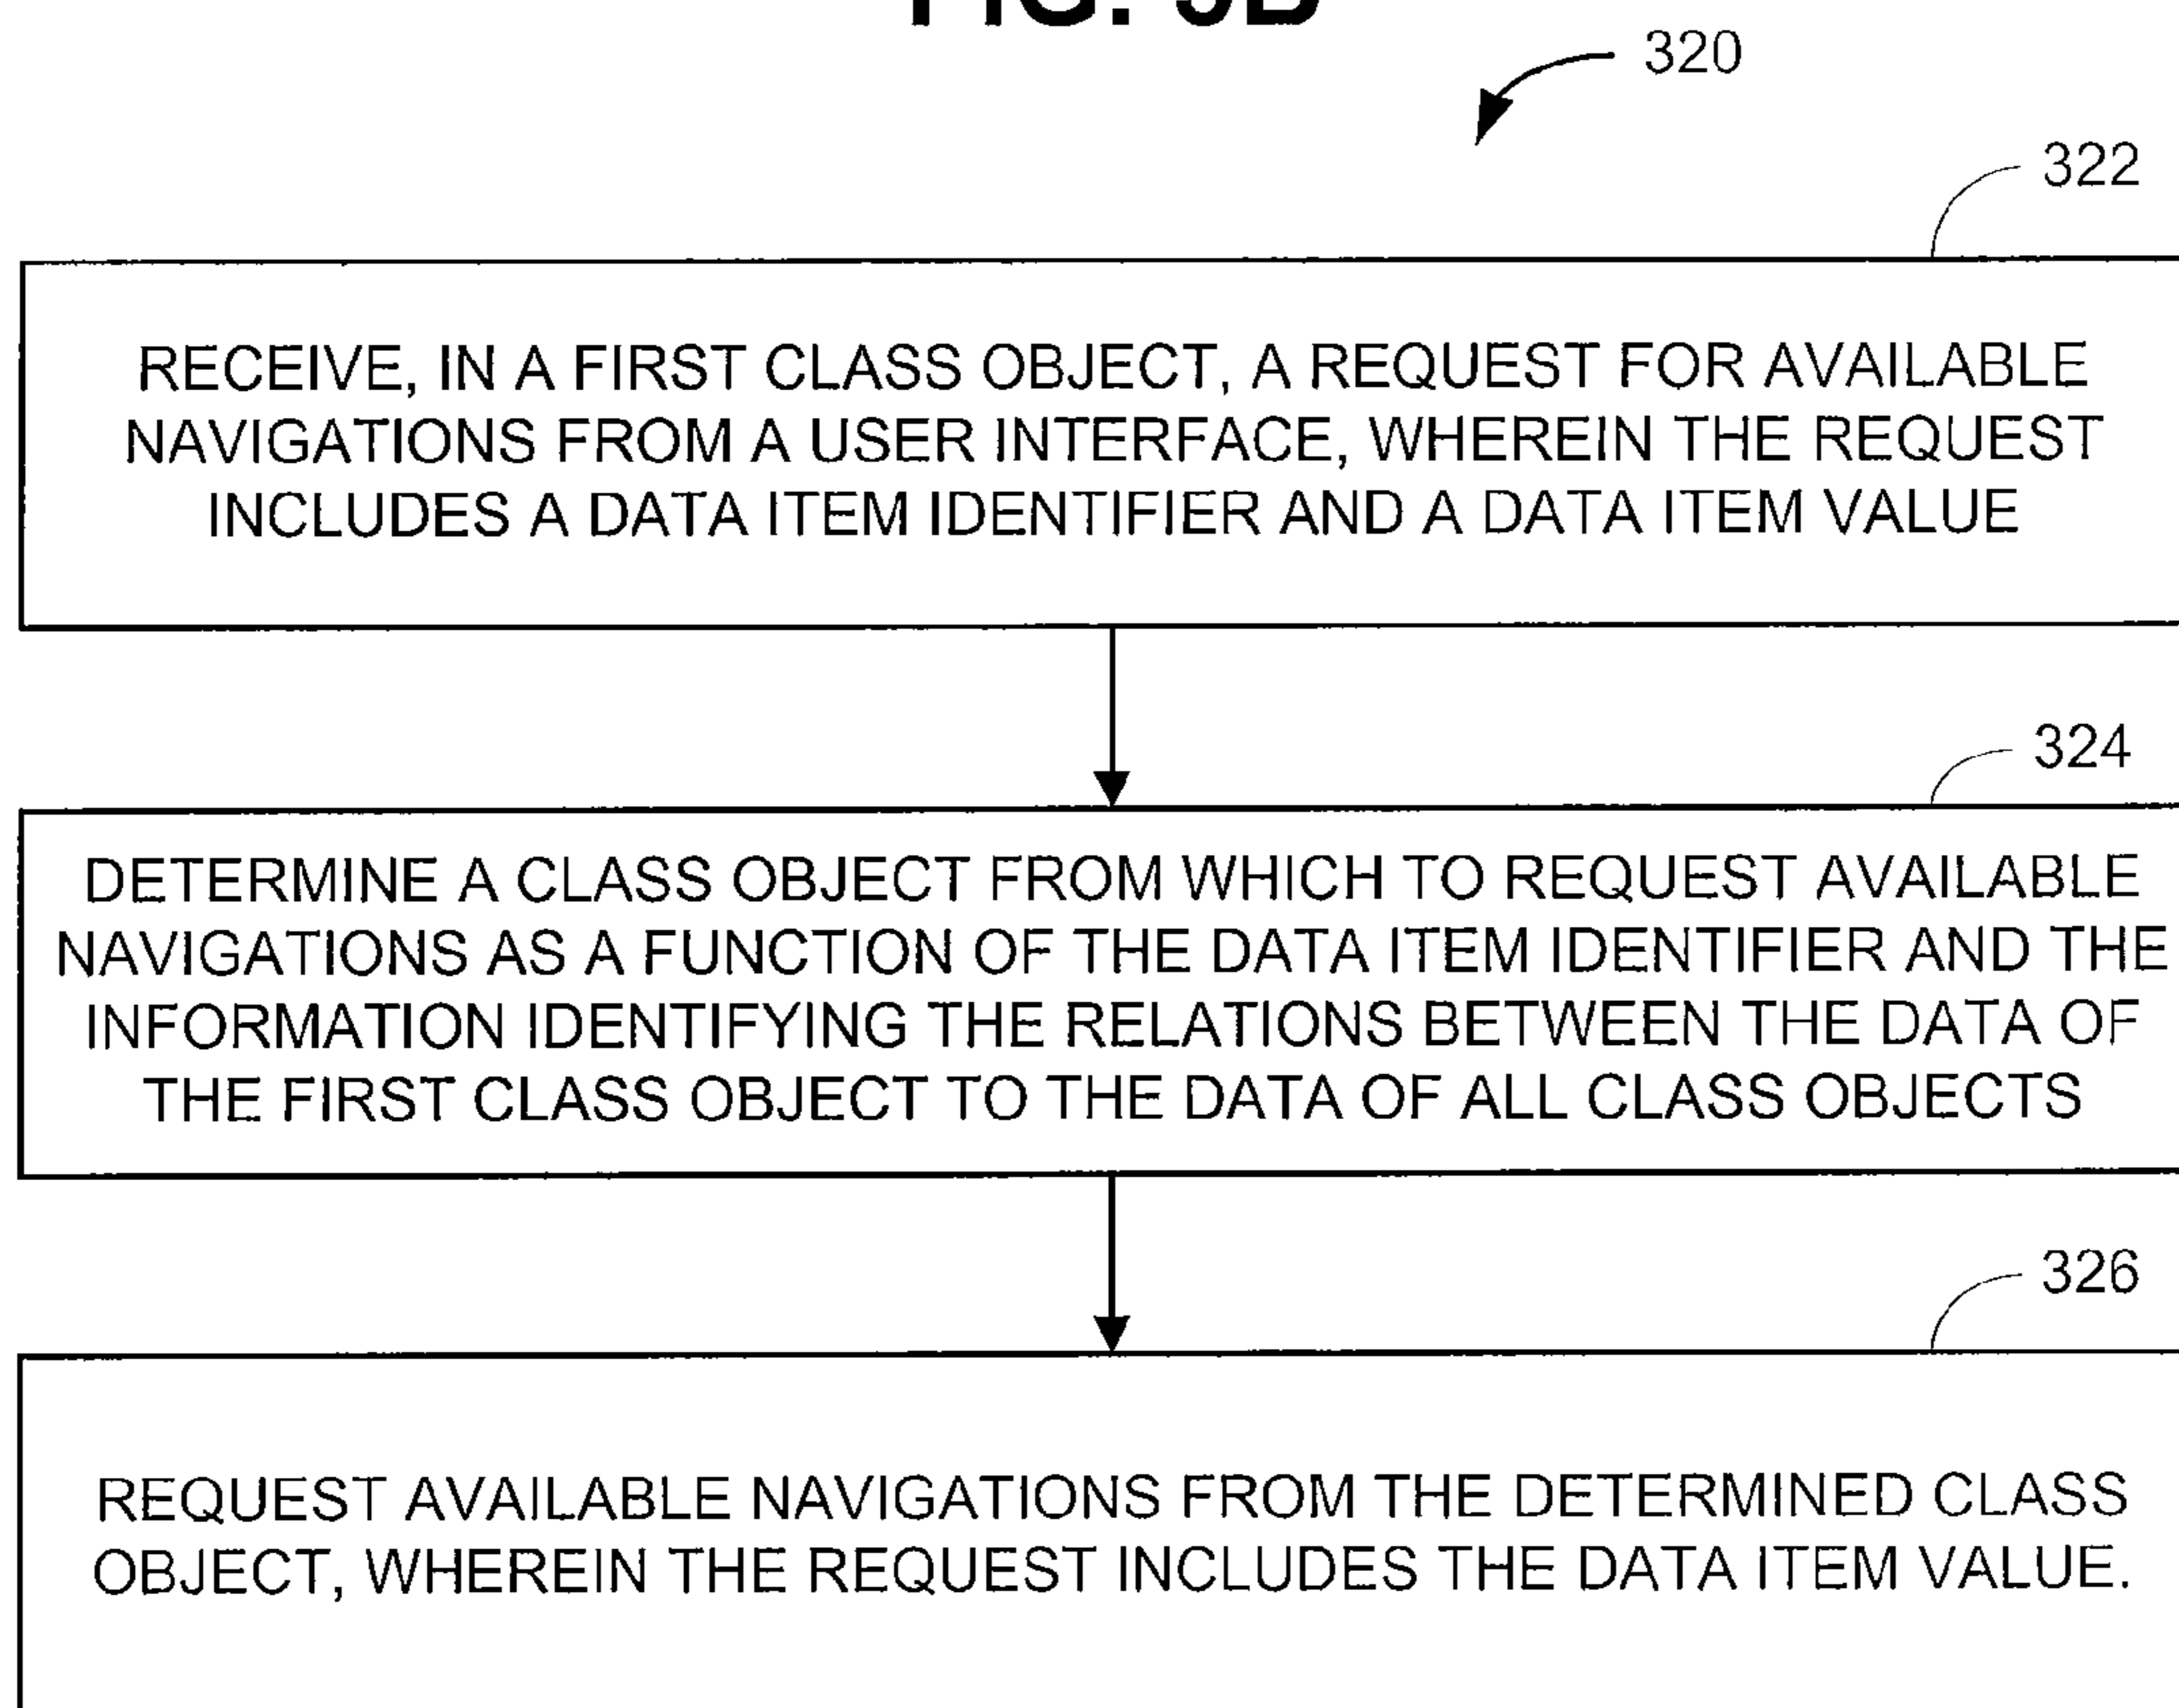 FIG.
320
322
RECEIVE, IN A FIRST CLASS OBJECT, A REQUEST FOR AVAILABLE
NAVIGATIONS FROM A USER INTERFACE, WHEREIN THE REQUEST
INCLUDES A DATA ITEM IDENTIFIER AND A DATA ITEM VALUE
324
DETERMINE A CLASS OBJECT FROM WHICH TO REQUEST AVAILABLE
NAVIGATIONS AS A FUNCTION OF THE DATA ITEM IDENTIFIER AND THE
INFORMATION IDENTIFYING THE RELATIONS BETWEEN THE DATA OF
THE FIRST CLASS OBJECT TO THE DATA OF ALL CLASS OBJECTS
326
REQUEST AVAILABLE NAVIGATIONS FROM THE DETERMINED CLASS
OBJECT, WHEREIN THE REQUEST INCLUDES THE DATA ITEM VALUE.